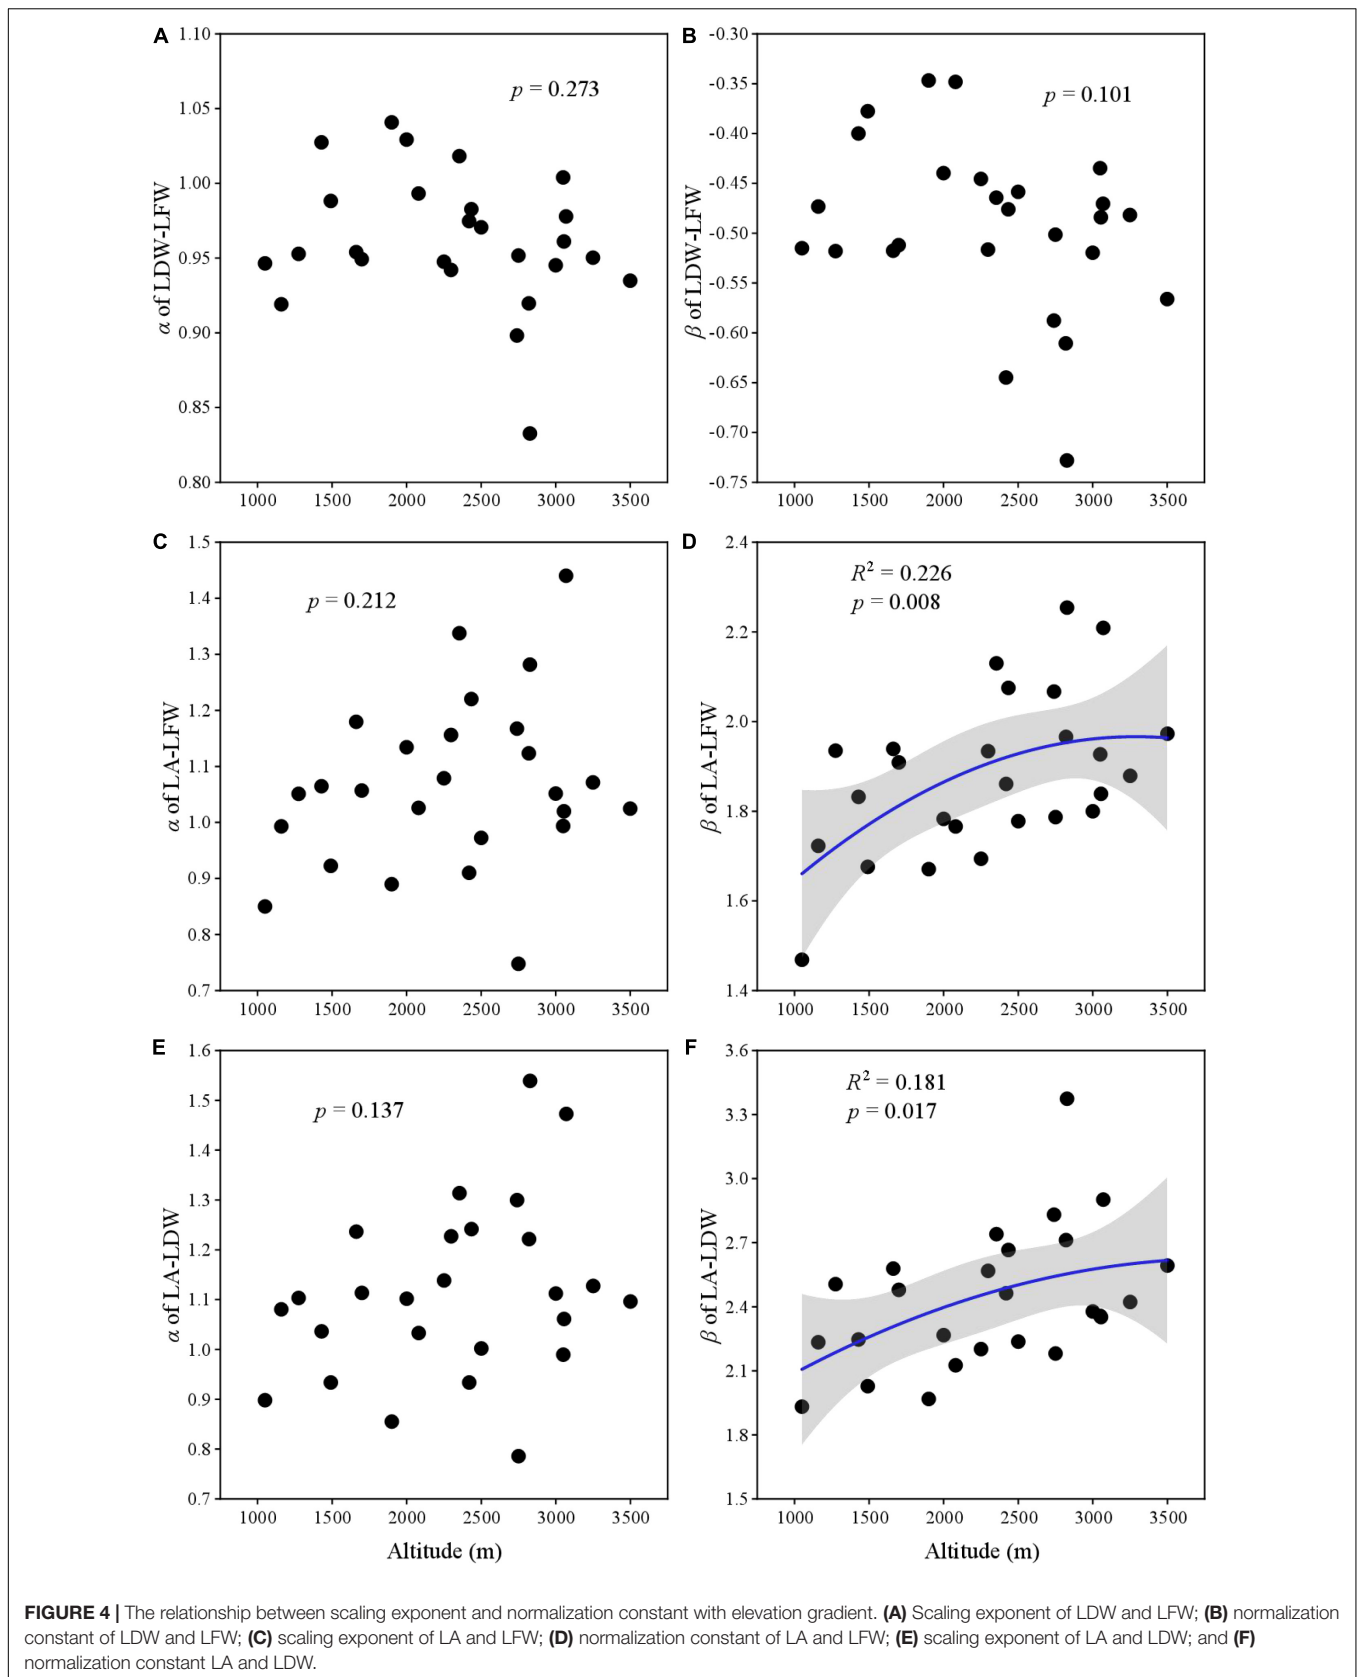 A
1.10
1.05
1.00
0.95
0.90
0.85
0.80
α of LDW-LFW
p = 0.273
1000 1500 2000 2500 3000 3500
B
-0.30
-0.35
-0.40
-0.45
-0.50
-0.55
-0.60
-0.65
-0.70
-0.75
β of LDW-LFW
p = 0.101
1000 1500 2000 2500 3000 3500
C
1.5
1.4
1.3
1.2
1.1
1.0
0.9
0.8
0.7
α of LA-LFW
p = 0.212
1000 1500 2000 2500 3000 3500
D
2.4
2.2
2.0
1.8
1.6
1.4
β of LA-LFW
R² = 0.226
p = 0.008
1000 1500 2000 2500 3000 3500
E
1.6
1.5
1.4
1.3
1.2
1.1
1.0
0.9
0.8
0.7
α of LA-LDW
p = 0.137
1000 1500 2000 2500 3000 3500
Altitude (m)
F
3.6
3.3
3.0
2.7
2.4
2.1
1.8
1.5
β of LA-LDW
R² = 0.181
p = 0.017
1000 1500 2000 2500 3000 3500
Altitude (m)
FIGURE 4 | The relationship between scaling exponent and normalization constant with elevation gradient. (A) Scaling exponent of LDW and LFW; (B) normalization
constant of LDW and LFW; (C) scaling exponent of LA and LFW; (D) normalization constant of LA and LFW; (E) scaling exponent of LA and LDW; and (F)
normalization constant LA and LDW.